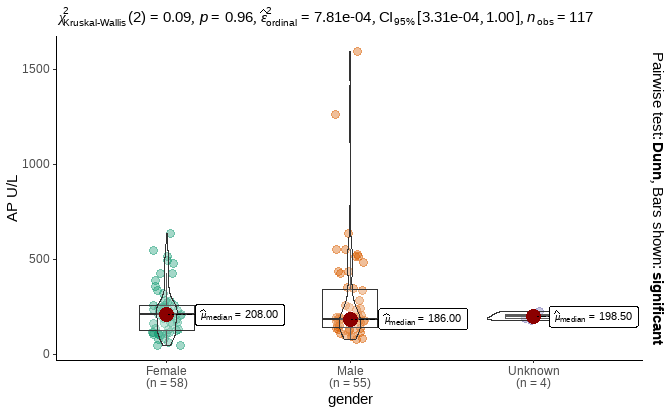 χ²Kruskal-Wallis (2) = 0.09, p = 0.96, ε̂²ordinal = 7.81e-04, CI95% [3.31e-04, 1.00], nobs = 117
1500
1000
500
0
AP U/L
μ̂median = 208.00
μ̂median = 186.00
μ̂median = 198.50
Female
(n = 58)
Male
(n = 55)
Unknown
(n = 4)
gender
Pairwise test: Dunn, Bars shown: significant